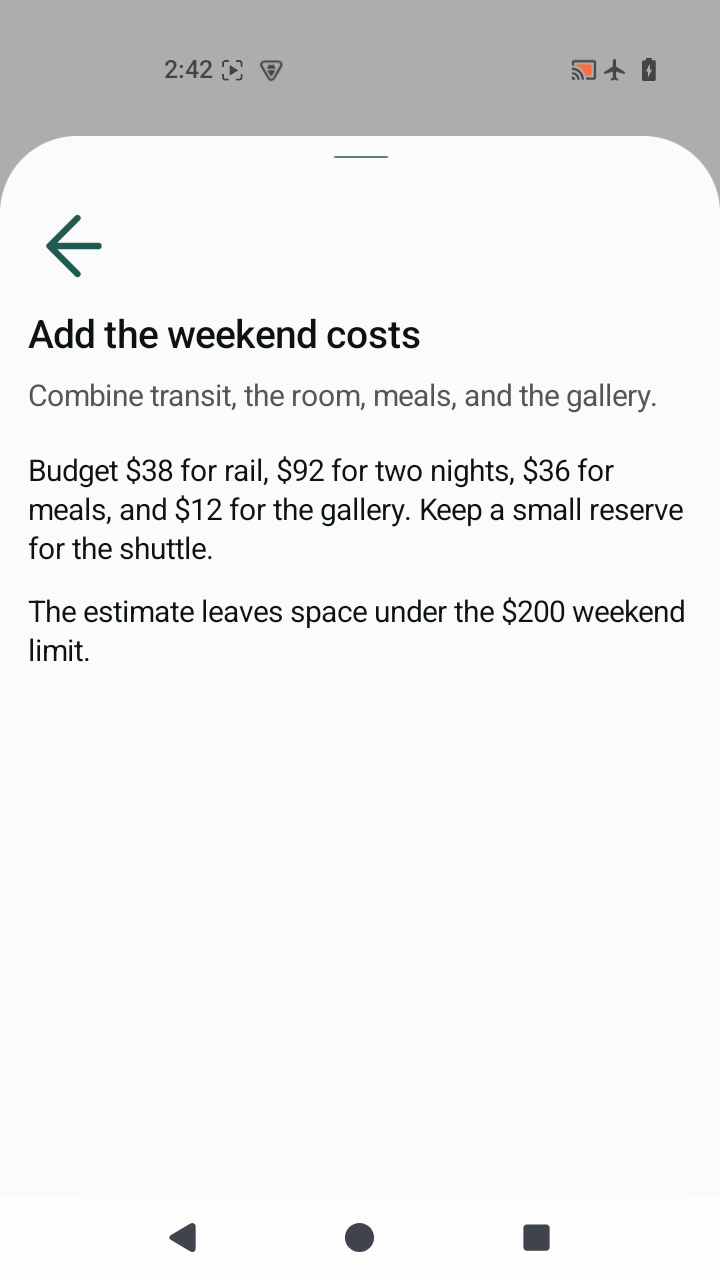 2:42
Add the weekend costs
Combine transit, the room, meals, and the gallery.
Budget $38 for rail, $92 for two nights, $36 for
meals, and $12 for the gallery. Keep a small reserve
for the shuttle.
The estimate leaves space under the $200 weekend
limit.